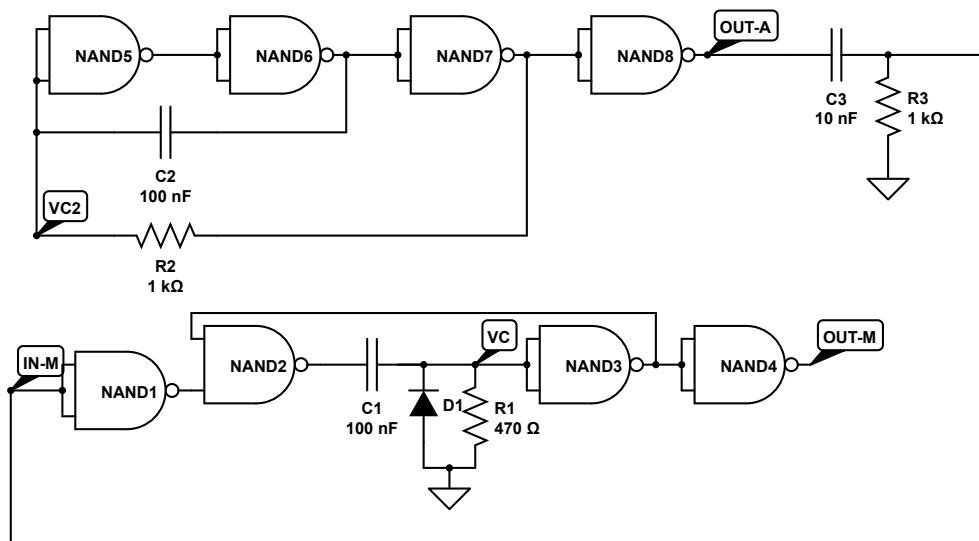 OUT-A
NAND5
NAND6
NAND7
NAND8
C3
10 nF
R3
1 kΩ
C2
100 nF
VC2
R2
1 kΩ
IN-M
NAND1
NAND2
C1
100 nF
D1
VC
R1
470 Ω
NAND3
NAND4
OUT-M